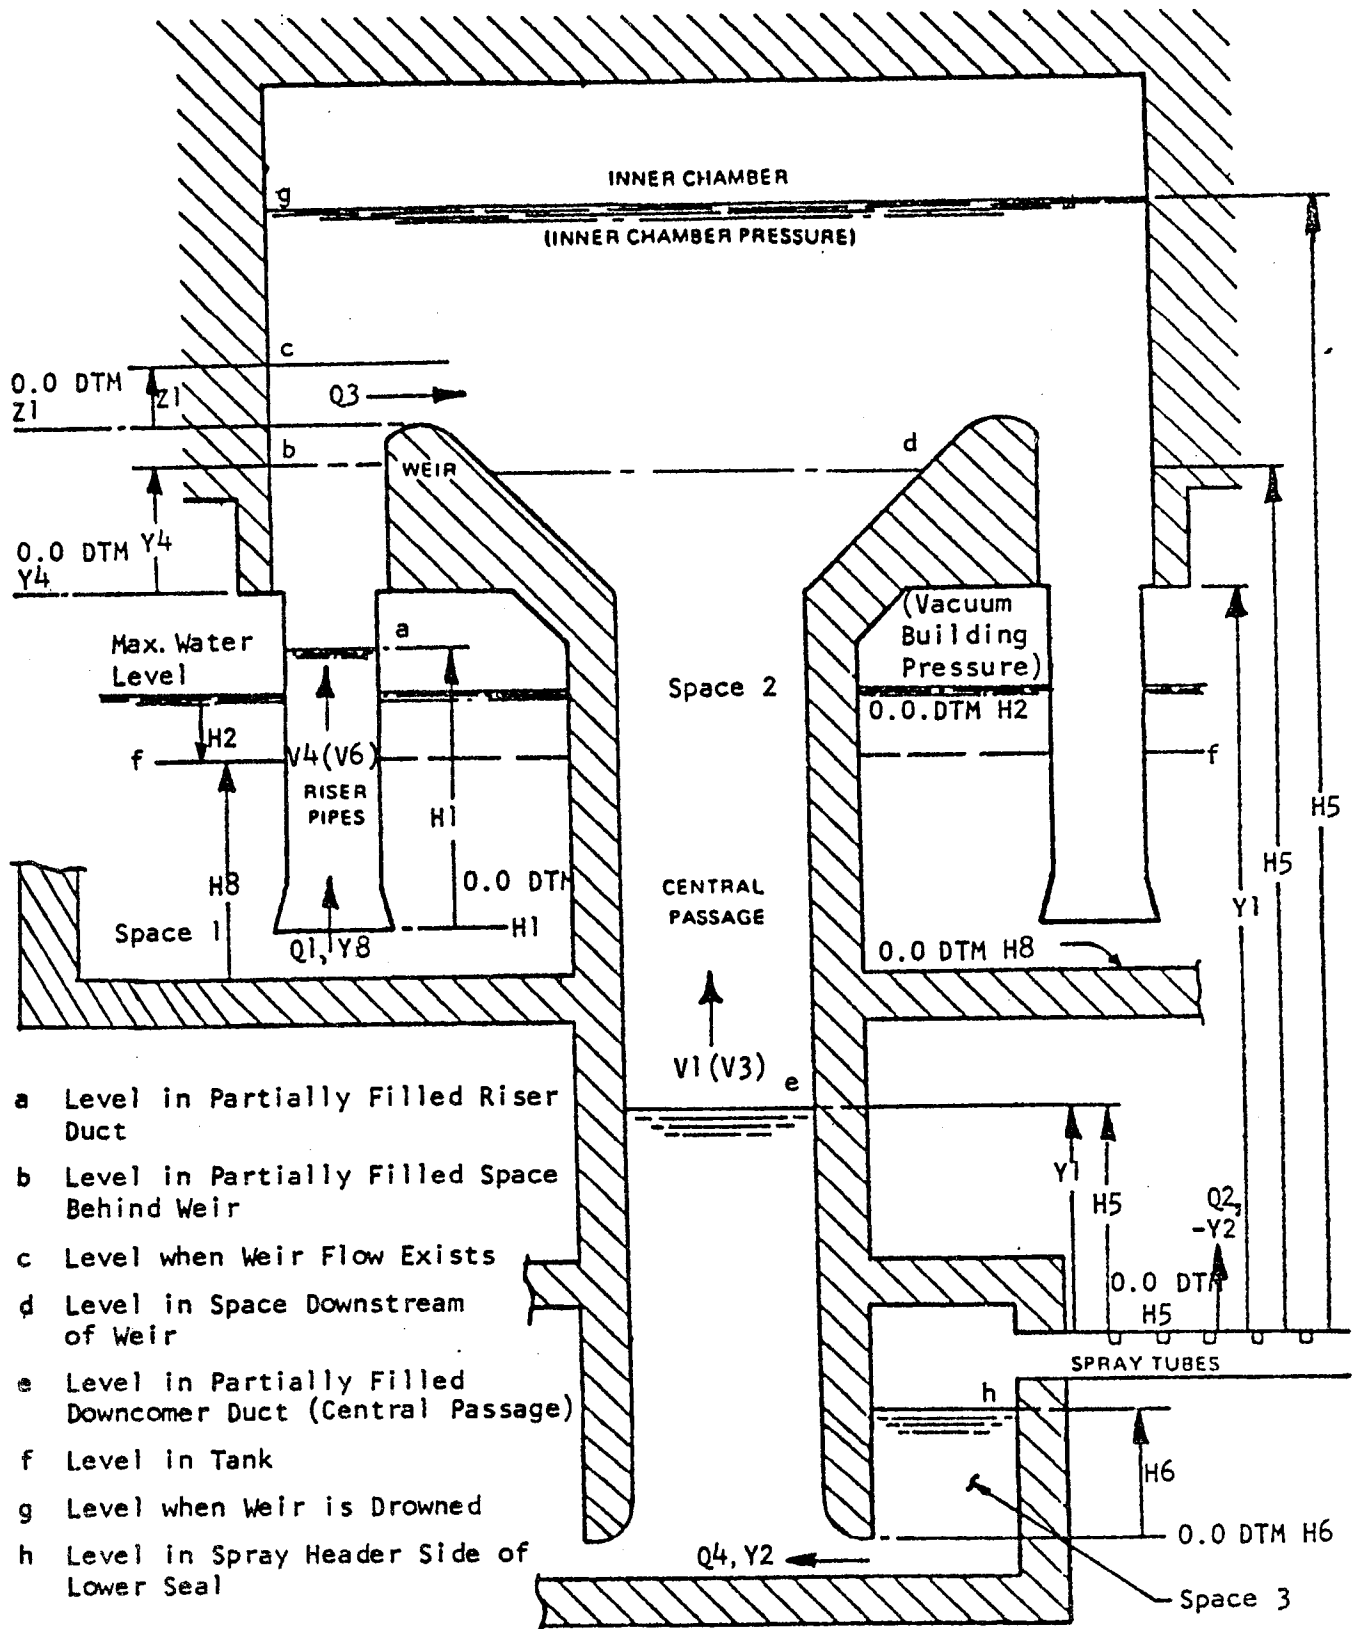 INNER CHAMBER
g
(INNER CHAMBER PRESSURE)
c
0.0 DTM
Z1
Z1
Q3
b
d
WEIR
0.0 DTM
Y4
Y4
(Vacuum
Building
Pressure)
a
Max. Water
Level
Space 2
0.0.DTM H2
H2
f
V4(V6)
f
RISER
PIPES
H1
H5
H5
H8
0.0 DTM
H1
CENTRAL
PASSAGE
Y1
Space 1
Q1, Y8
0.0 DTM H8
V1(V3)
e
a Level in Partially Filled Riser
Duct
b Level in Partially Filled Space
Behind Weir
c Level when Weir Flow Exists
d Level in Space Downstream
of Weir
e Level in Partially Filled
Downcomer Duct (Central Passage)
f Level in Tank
g Level when Weir is Drowned
h Level in Spray Header Side of
Lower Seal
Y1
H5
Q2,
-Y2
0.0 DTM
H5
SPRAY TUBES
h
H6
0.0 DTM H6
Q4, Y2
Space 3